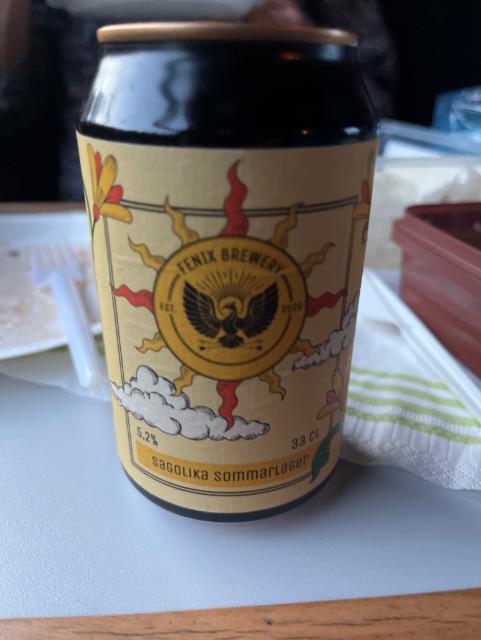 FENIX BREWERY
EST. 2020
5.2% 33 CL
SAGOLIKA SOMMARLAGER